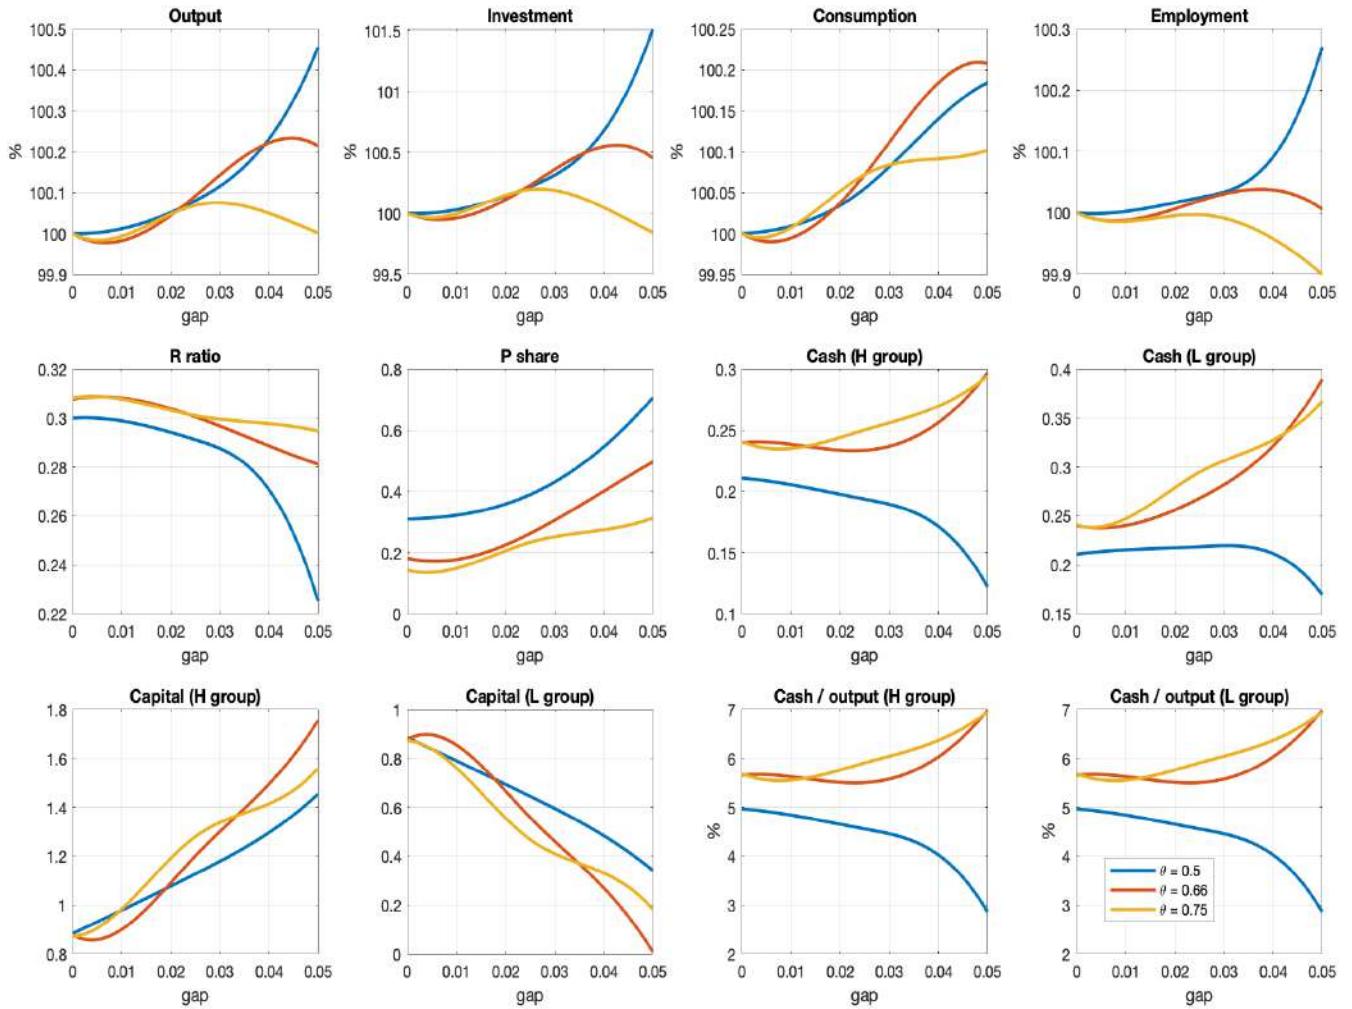 Output
Investment
Consumption
Employment
100.5
100.4
100.3
100.2
100.1
100
99.9
%
0 0.01 0.02 0.03 0.04 0.05
gap
101.5
101
100.5
100
99.5
%
0 0.01 0.02 0.03 0.04 0.05
gap
100.25
100.2
100.15
100.1
100.05
100
99.95
%
0 0.01 0.02 0.03 0.04 0.05
gap
100.3
100.2
100.1
100
99.9
%
0 0.01 0.02 0.03 0.04 0.05
gap
R ratio
P share
Cash (H group)
Cash (L group)
0.32
0.3
0.28
0.26
0.24
0.22
0 0.01 0.02 0.03 0.04 0.05
gap
0.8
0.6
0.4
0.2
0
0 0.01 0.02 0.03 0.04 0.05
gap
0.3
0.25
0.2
0.15
0.1
0 0.01 0.02 0.03 0.04 0.05
gap
0.4
0.35
0.3
0.25
0.2
0.15
0 0.01 0.02 0.03 0.04 0.05
gap
Capital (H group)
Capital (L group)
Cash / output (H group)
Cash / output (L group)
1.8
1.6
1.4
1.2
1
0.8
0 0.01 0.02 0.03 0.04 0.05
gap
1
0.8
0.6
0.4
0.2
0
0 0.01 0.02 0.03 0.04 0.05
gap
7
6
5
4
3
2
%
0 0.01 0.02 0.03 0.04 0.05
gap
7
6
5
4
3
2
%
θ = 0.5
θ = 0.66
θ = 0.75
0 0.01 0.02 0.03 0.04 0.05
gap